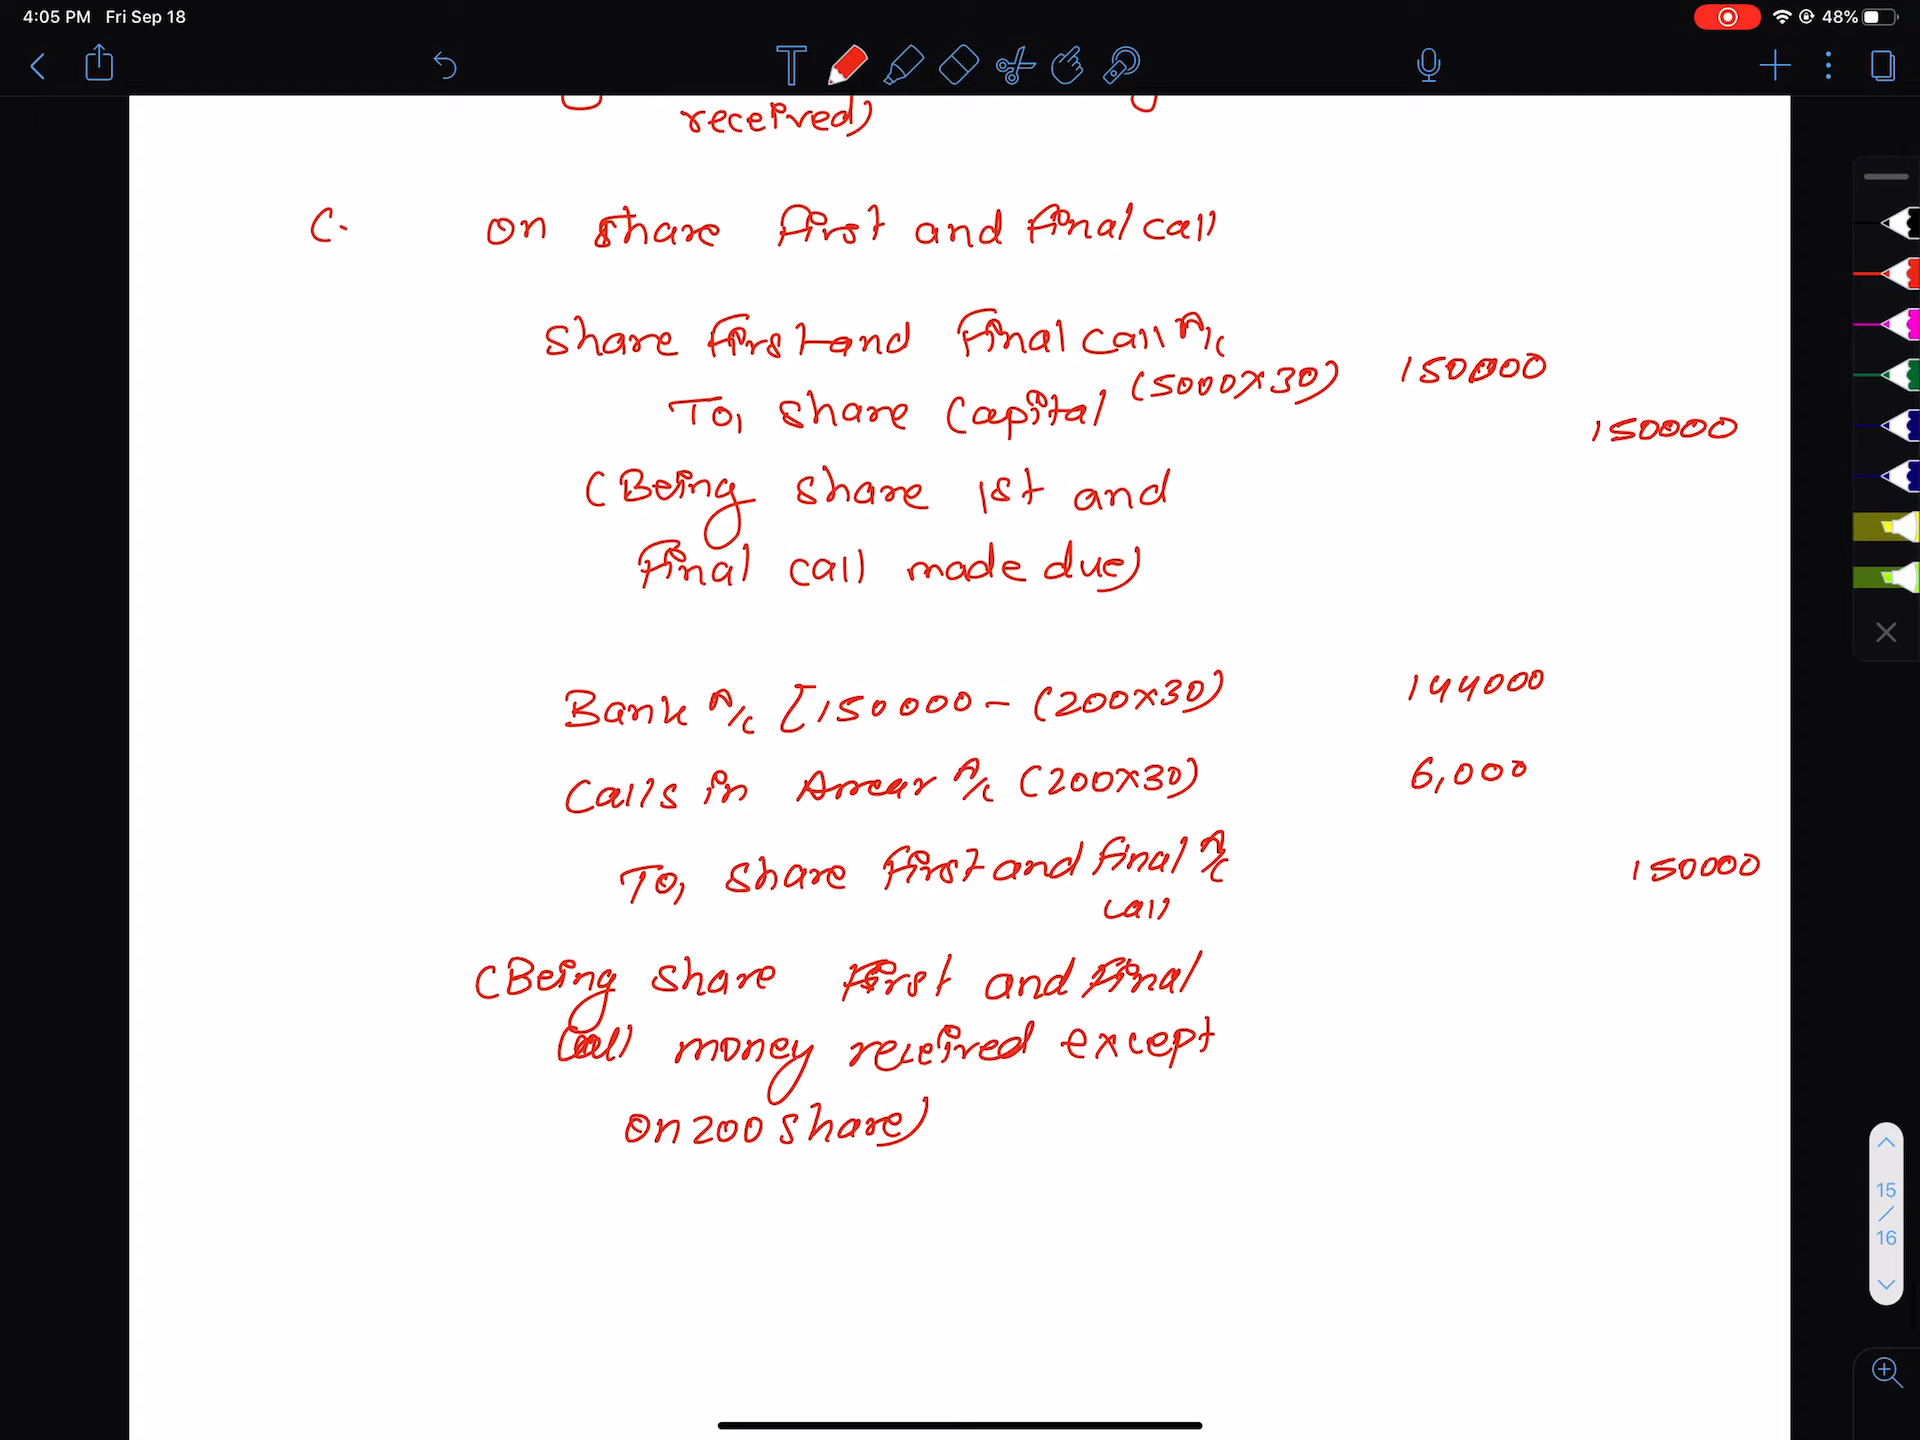 4:05 PM Fri Sep 18
48%
received)
C. On share first and final call
Share first and Final call A/c
(5000×30) 150000
To, share Capital 150000
(Being share 1st and
Final call made due)
Bank A/c [150000 - (200×30) 144000
Calls in Arrear A/c (200×30) 6,000
To, share first and final A/c 150000
call
(Being share First and Final
Call money received except
On 200 share)
15
/
16